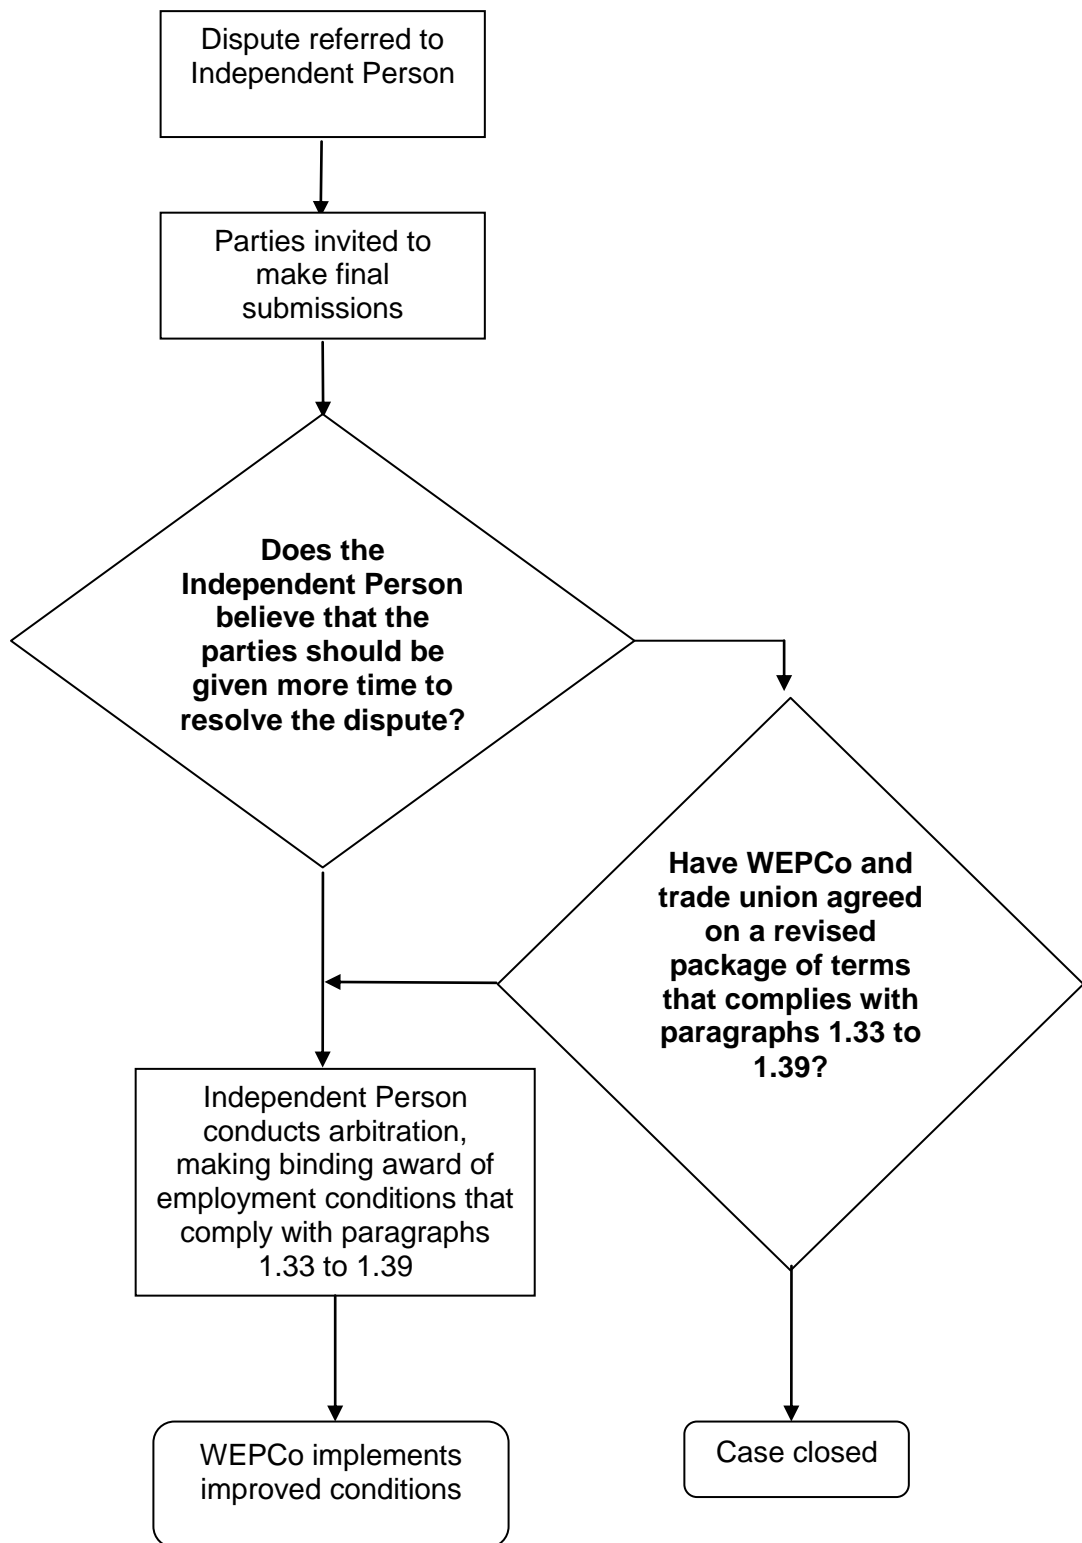 Dispute referred to
Independent Person
Parties invited to
make final
submissions
Does the
Independent Person
believe that the
parties should be
given more time to
resolve the dispute?
Have WEPCo and
trade union agreed
on a revised
package of terms
that complies with
paragraphs 1.33 to
1.39?
Independent Person
conducts arbitration,
making binding award of
employment conditions that
comply with paragraphs
1.33 to 1.39
WEPCo implements
improved conditions
Case closed